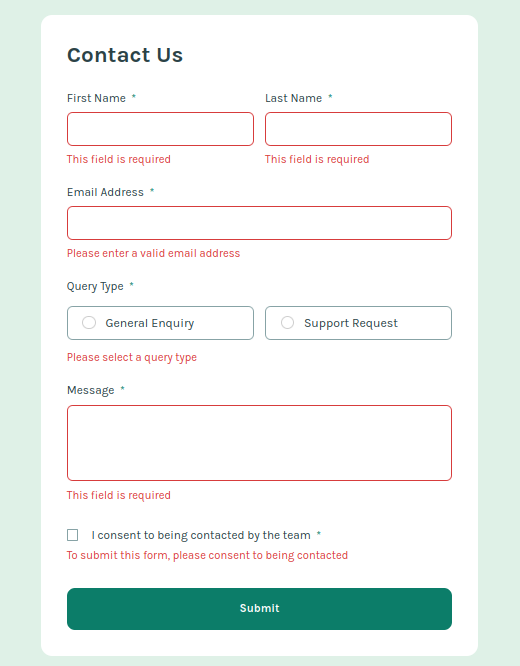 Contact Us
First Name *
Last Name *
This field is required
This field is required
Email Address *
Please enter a valid email address
Query Type *
General Enquiry
Support Request
Please select a query type
Message *
This field is required
I consent to being contacted by the team *
To submit this form, please consent to being contacted
Submit